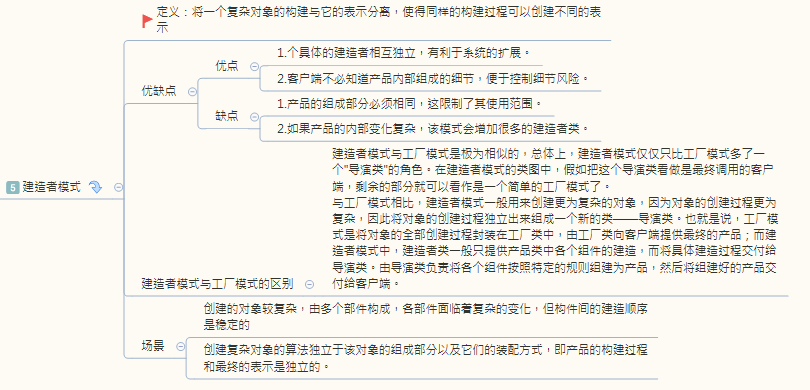 定义：将一个复杂对象的构建与它的表示分离，使得同样的构建过程可以创建不同的表
示
1.个具体的建造者相互独立，有利于系统的扩展。
优点
2.客户端不必知道产品内部组成的细节，便于控制细节风险。
优缺点
1.产品的组成部分必须相同，这限制了其使用范围。
缺点
2.如果产品的内部变化复杂，该模式会增加很多的建造者类。
5 建造者模式
建造者模式与工厂模式是极为相似的，总体上，建造者模式仅仅只比工厂模式多了一
个"导演类"的角色。在建造者模式的类图中，假如把这个导演类看做是最终调用的客户
端，剩余的部分就可以看作是一个简单的工厂模式了。
与工厂模式相比，建造者模式一般用来创建更为复杂的对象，因为对象的创建过程更为
复杂，因此将对象的创建过程独立出来组成一个新的类——导演类。也就是说，工厂模
式是将对象的全部创建过程封装在工厂类中，由工厂类向客户端提供最终的产品；而建
造者模式中，建造者类一般只提供产品类中各个组件的建造，而将具体建造过程交付给
导演类。由导演类负责将各个组件按照特定的规则组建为产品，然后将组建好的产品交
付给客户端。
建造者模式与工厂模式的区别
创建的对象较复杂，由多个部件构成，各部件面临着复杂的变化，但构件间的建造顺序
是稳定的
场景
创建复杂对象的算法独立于该对象的组成部分以及它们的装配方式，即产品的构建过程
和最终的表示是独立的。